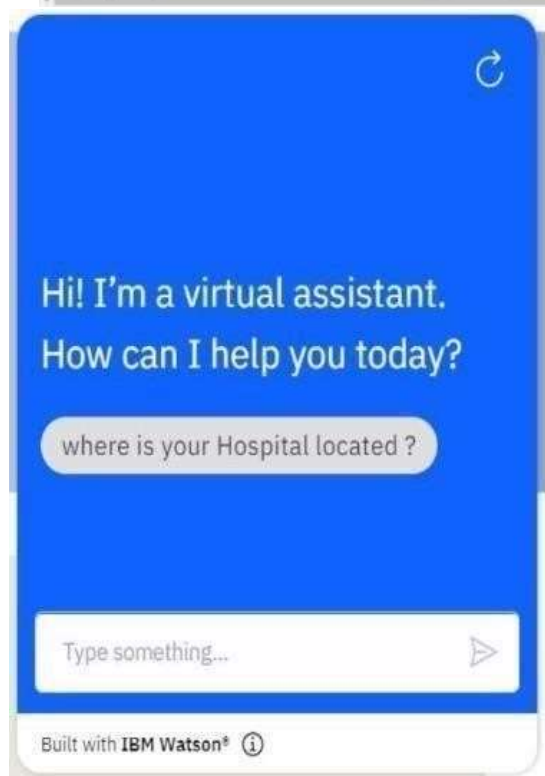 Hi! I'm a virtual assistant.
How can I help you today?
where is your Hospital located ?
Type something...
Built with IBM Watson®